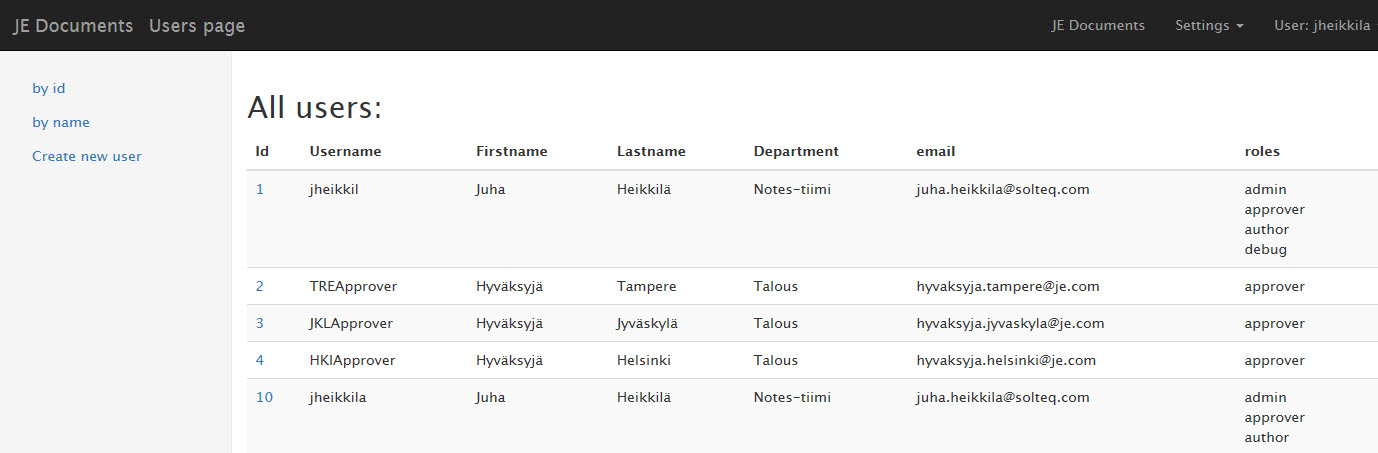 JE Documents Users page JE Documents Settings User: jheikkila
by id
by name
Create new user
All users:
Id Username Firstname Lastname Department email roles
1 jheikkil Juha Heikkilä Notes-tiimi juha.heikkila@solteq.com admin
approver
author
debug
2 TREApprover Hyväksyjä Tampere Talous hyvaksyja.tampere@je.com approver
3 JKLApprover Hyväksyjä Jyväskylä Talous hyvaksyja.jyvaskyla@je.com approver
4 HKIApprover Hyväksyjä Helsinki Talous hyvaksyja.helsinki@je.com approver
10 jheikkila Juha Heikkilä Notes-tiimi juha.heikkila@solteq.com admin
approver
author